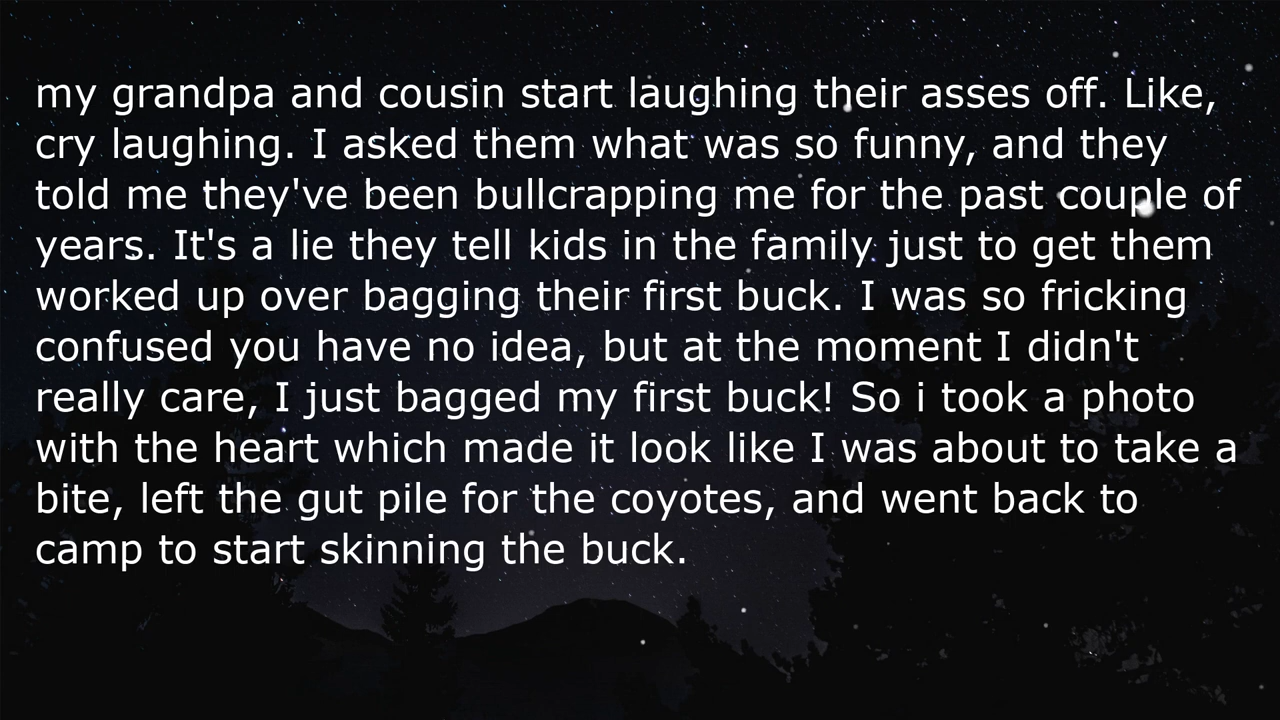 my grandpa and cousin start laughing their asses off. Like,
cry laughing. I asked them what was so funny, and they
told me they've been bullcrapping me for the past couple of
years. It's a lie they tell kids in the family just to get them
worked up over bagging their first buck. I was so fricking
confused you have no idea, but at the moment I didn't
really care, I just bagged my first buck! So i took a photo
with the heart which made it look like I was about to take a
bite, left the gut pile for the coyotes, and went back to
camp to start skinning the buck.